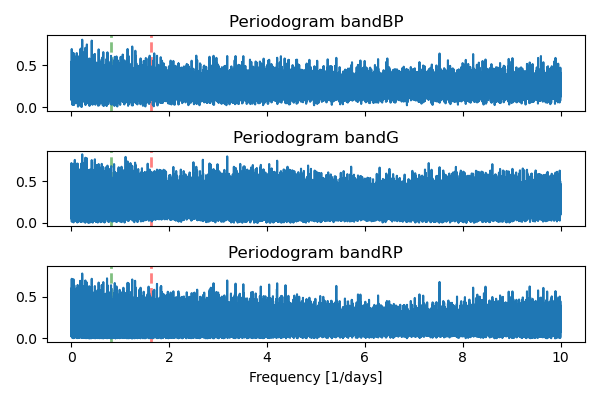 Periodogram bandBP
0.5
0.0
Periodogram bandG
0.5
0.0
Periodogram bandRP
0.5
0.0
0 2 4 6 8 10
Frequency [1/days]